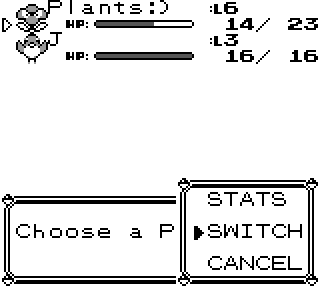 Plants:) :L6
HP: 14/ 23
J :L3
HP: 16/ 16
STATS
Choose a P
SWITCH
CANCEL